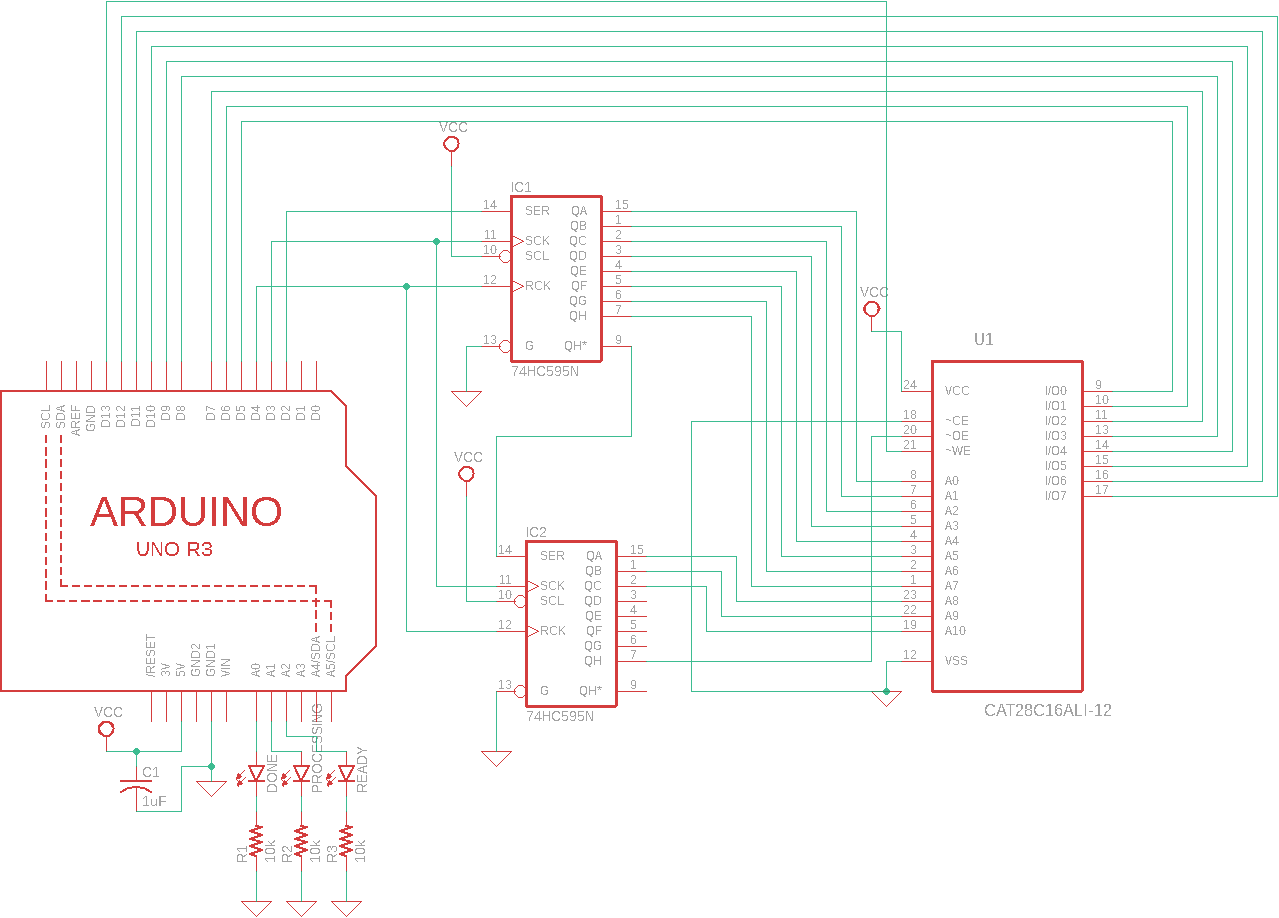 VCC
IC1
14 SER QA 15
QB 1
11 SCK QC 2
10 SCL QD 3
QE 4
12 RCK QF 5
QG 6
QH 7
13 G QH* 9
74HC595N
VCC
U1
24 VCC I/O0 9
I/O1 10
18 ~CE I/O2 11
20 ~OE I/O3 13
21 ~WE I/O4 14
I/O5 15
8 A0 I/O6 16
7 A1 I/O7 17
6 A2
5 A3
4 A4
3 A5
2 A6
1 A7
23 A8
22 A9
19 A10
12 VSS
CAT28C16ALI-12
SCL SDA AREF GND D13 D12 D11 D10 D9 D8 D7 D6 D5 D4 D3 D2 D1 D0
ARDUINO
UNO R3
/RESET 3V 5V GND2 GND1 VIN A0 A1 A2 A3 A4/SDA A5/SCL
VCC
IC2
14 SER QA 15
QB 1
11 SCK QC 2
10 SCL QD 3
QE 4
12 RCK QF 5
QG 6
QH 7
13 G QH* 9
74HC595N
VCC
C1
1uF
DONE
PROCESSING
READY
R1 10k
R2 10k
R3 10k